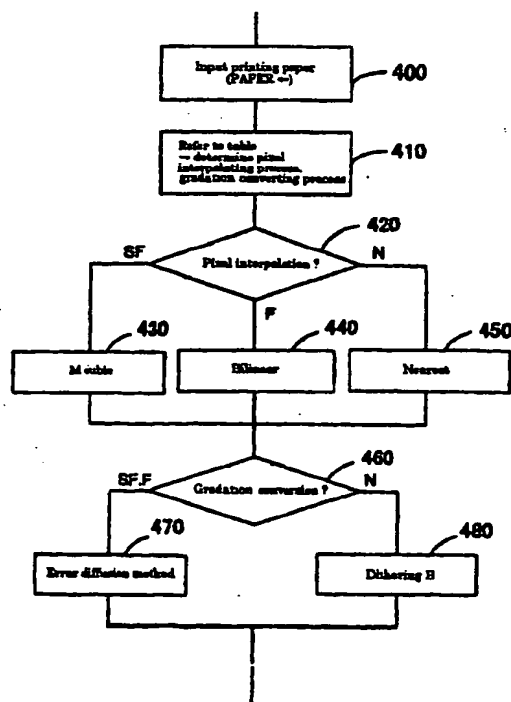 Input printing paper
(PAPER ←)
400
Refer to table
→ determine pixel
interpolating process,
gradation converting process
410
420
SF
Pixel interpolation ?
N
F
430
440
450
M cubic
Bilinear
Nearest
460
SF.F
Gradation conversion ?
N
470
480
Error diffusion method
Dithering B